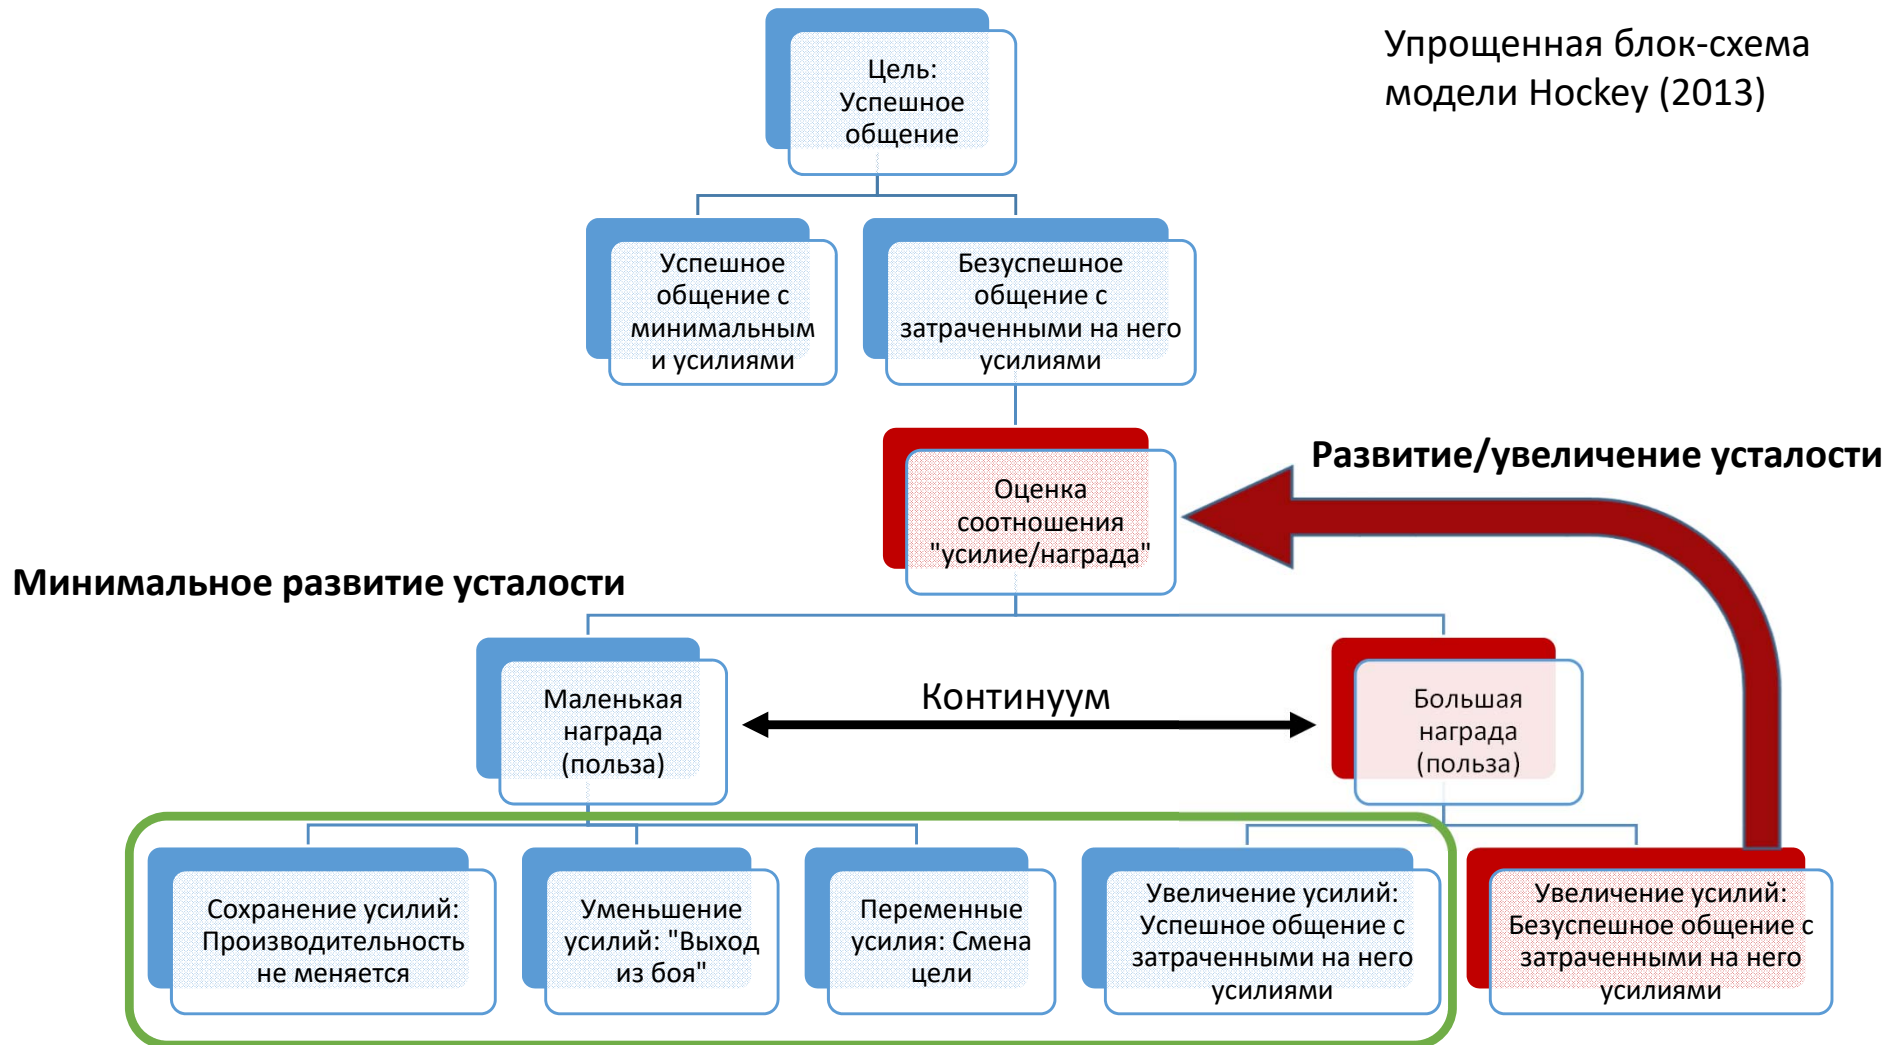 Упрощенная блок-схема
модели Hockey (2013)
Цель:
Успешное
общение
Успешное
общение с
минимальным
и усилиями
Безуспешное
общение с
затраченными на него
усилиями
Оценка
соотношения
"усилие/награда"
Развитие/увеличение усталости
Минимальное развитие усталости
Маленькая
награда
(польза)
Континуум
Большая
награда
(польза)
Сохранение усилий:
Производительность
не меняется
Уменьшение
усилий: "Выход
из боя"
Переменные
усилия: Смена
цели
Увеличение усилий:
Успешное общение с
затраченными на него
усилиями
Увеличение усилий:
Безуспешное общение с
затраченными на него
усилиями